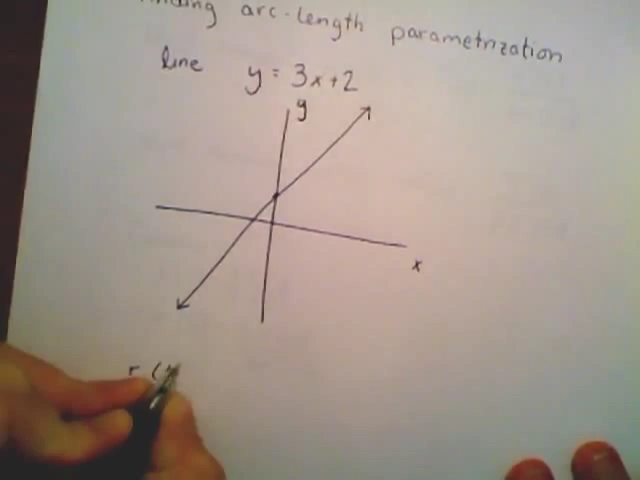 arc-length parametrization
line y = 3x+2
y
x
r (